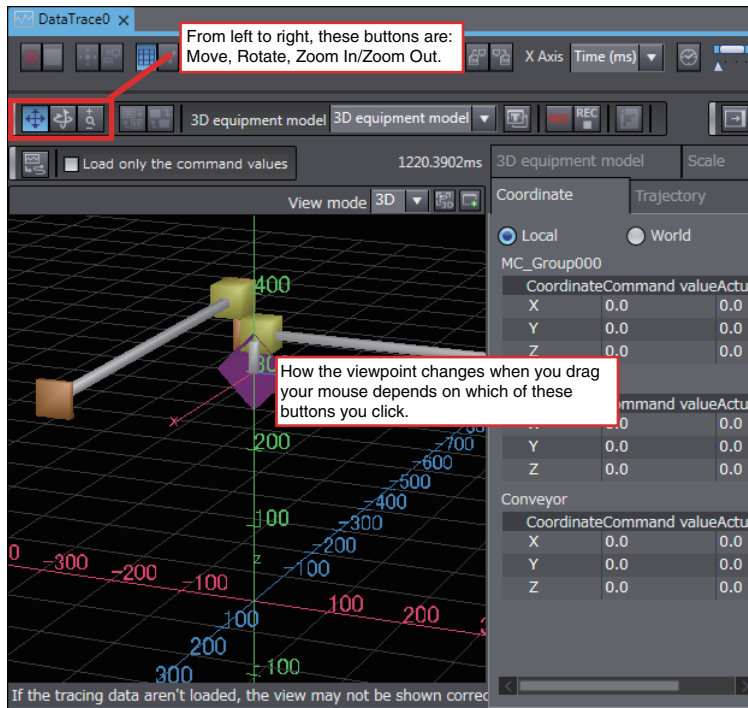 DataTrace0
From left to right, these buttons are:
Move, Rotate, Zoom In/Zoom Out.
X Axis Time (ms)
3D equipment model 3D equipment model
REC REC
Load only the command values 1220.3902ms
3D equipment model Scale
View mode 3D
Coordinate Trajectory
Local World
MC_Group000
Coordinate Command value Actu
X 0.0 0.0
Y 0.0 0.0
Z 0.0 0.0
How the viewpoint changes when you drag
your mouse depends on which of these
buttons you click.
mmand value Actu
X 0.0 0.0
Y 0.0 0.0
Z 0.0 0.0
Conveyor
Coordinate Command value Actu
X 0.0 0.0
Y 0.0 0.0
Z 0.0 0.0
400
x
200
-700
-600
-500
-400
100
-300
-200
z
-100
0
-300
-200
-100
100
200
100
200
300
-100
If the tracing data aren't loaded, the view may not be shown correc